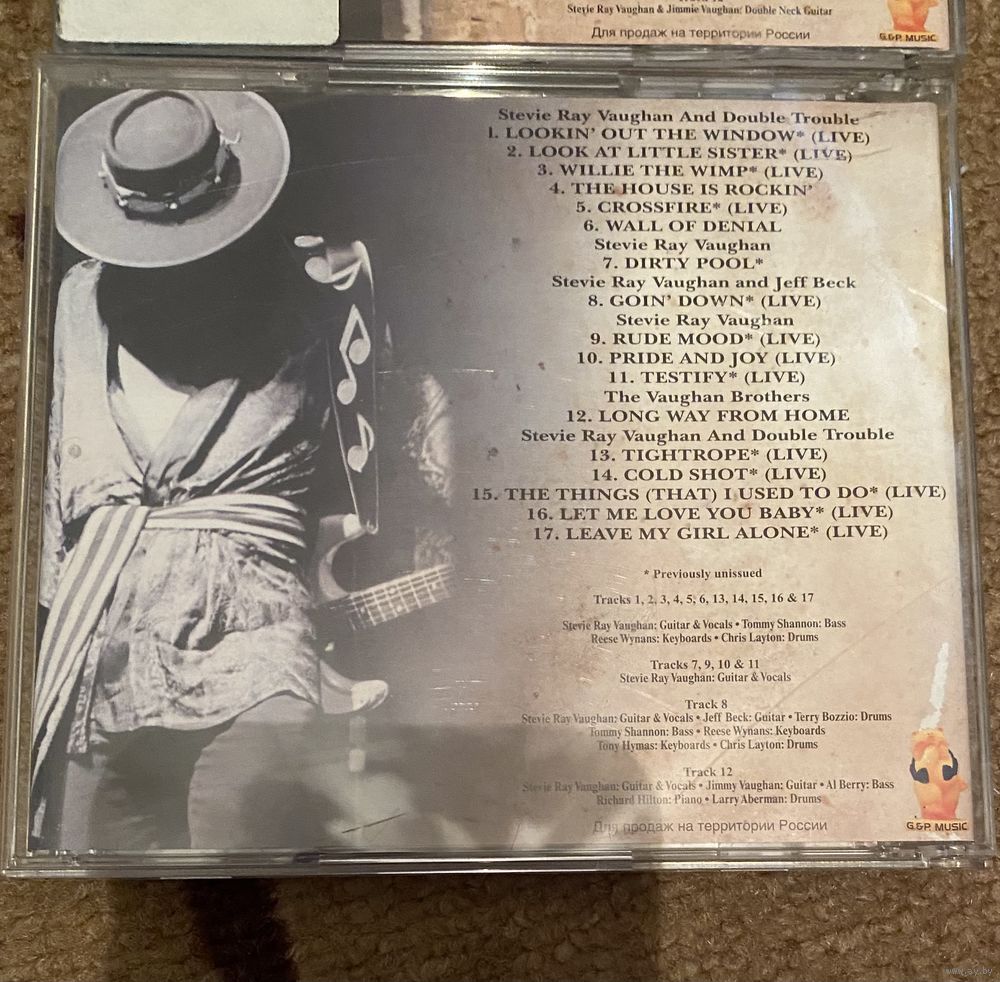 Stevie Ray Vaughan & Jimmie Vaughan: Double Neck Guitar
Для продаж на территории России
G&P MUSIC
Stevie Ray Vaughan And Double Trouble
1. LOOKIN' OUT THE WINDOW* (LIVE)
2. LOOK AT LITTLE SISTER* (LIVE)
3. WILLIE THE WIMP* (LIVE)
4. THE HOUSE IS ROCKIN'
5. CROSSFIRE* (LIVE)
6. WALL OF DENIAL
Stevie Ray Vaughan
7. DIRTY POOL*
Stevie Ray Vaughan and Jeff Beck
8. GOIN' DOWN* (LIVE)
Stevie Ray Vaughan
9. RUDE MOOD* (LIVE)
10. PRIDE AND JOY (LIVE)
11. TESTIFY* (LIVE)
The Vaughan Brothers
12. LONG WAY FROM HOME
Stevie Ray Vaughan And Double Trouble
13. TIGHTROPE* (LIVE)
14. COLD SHOT* (LIVE)
15. THE THINGS (THAT) I USED TO DO* (LIVE)
16. LET ME LOVE YOU BABY* (LIVE)
17. LEAVE MY GIRL ALONE* (LIVE)
* Previously unissued
Tracks 1, 2, 3, 4, 5, 6, 13, 14, 15, 16 & 17
Stevie Ray Vaughan: Guitar & Vocals • Tommy Shannon: Bass
Reese Wynans: Keyboards • Chris Layton: Drums
Tracks 7, 9, 10 & 11
Stevie Ray Vaughan: Guitar & Vocals
Track 8
Stevie Ray Vaughan: Guitar & Vocals • Jeff Beck: Guitar • Terry Bozzio: Drums
Tommy Shannon: Bass • Reese Wynans: Keyboards
Tony Hymas: Keyboards • Chris Layton: Drums
Track 12
Stevie Ray Vaughan: Guitar & Vocals • Jimmy Vaughan: Guitar • Al Berry: Bass
Richard Hilton: Piano • Larry Aberman: Drums
Для продаж на территории России
G&P MUSIC
www.ay.by